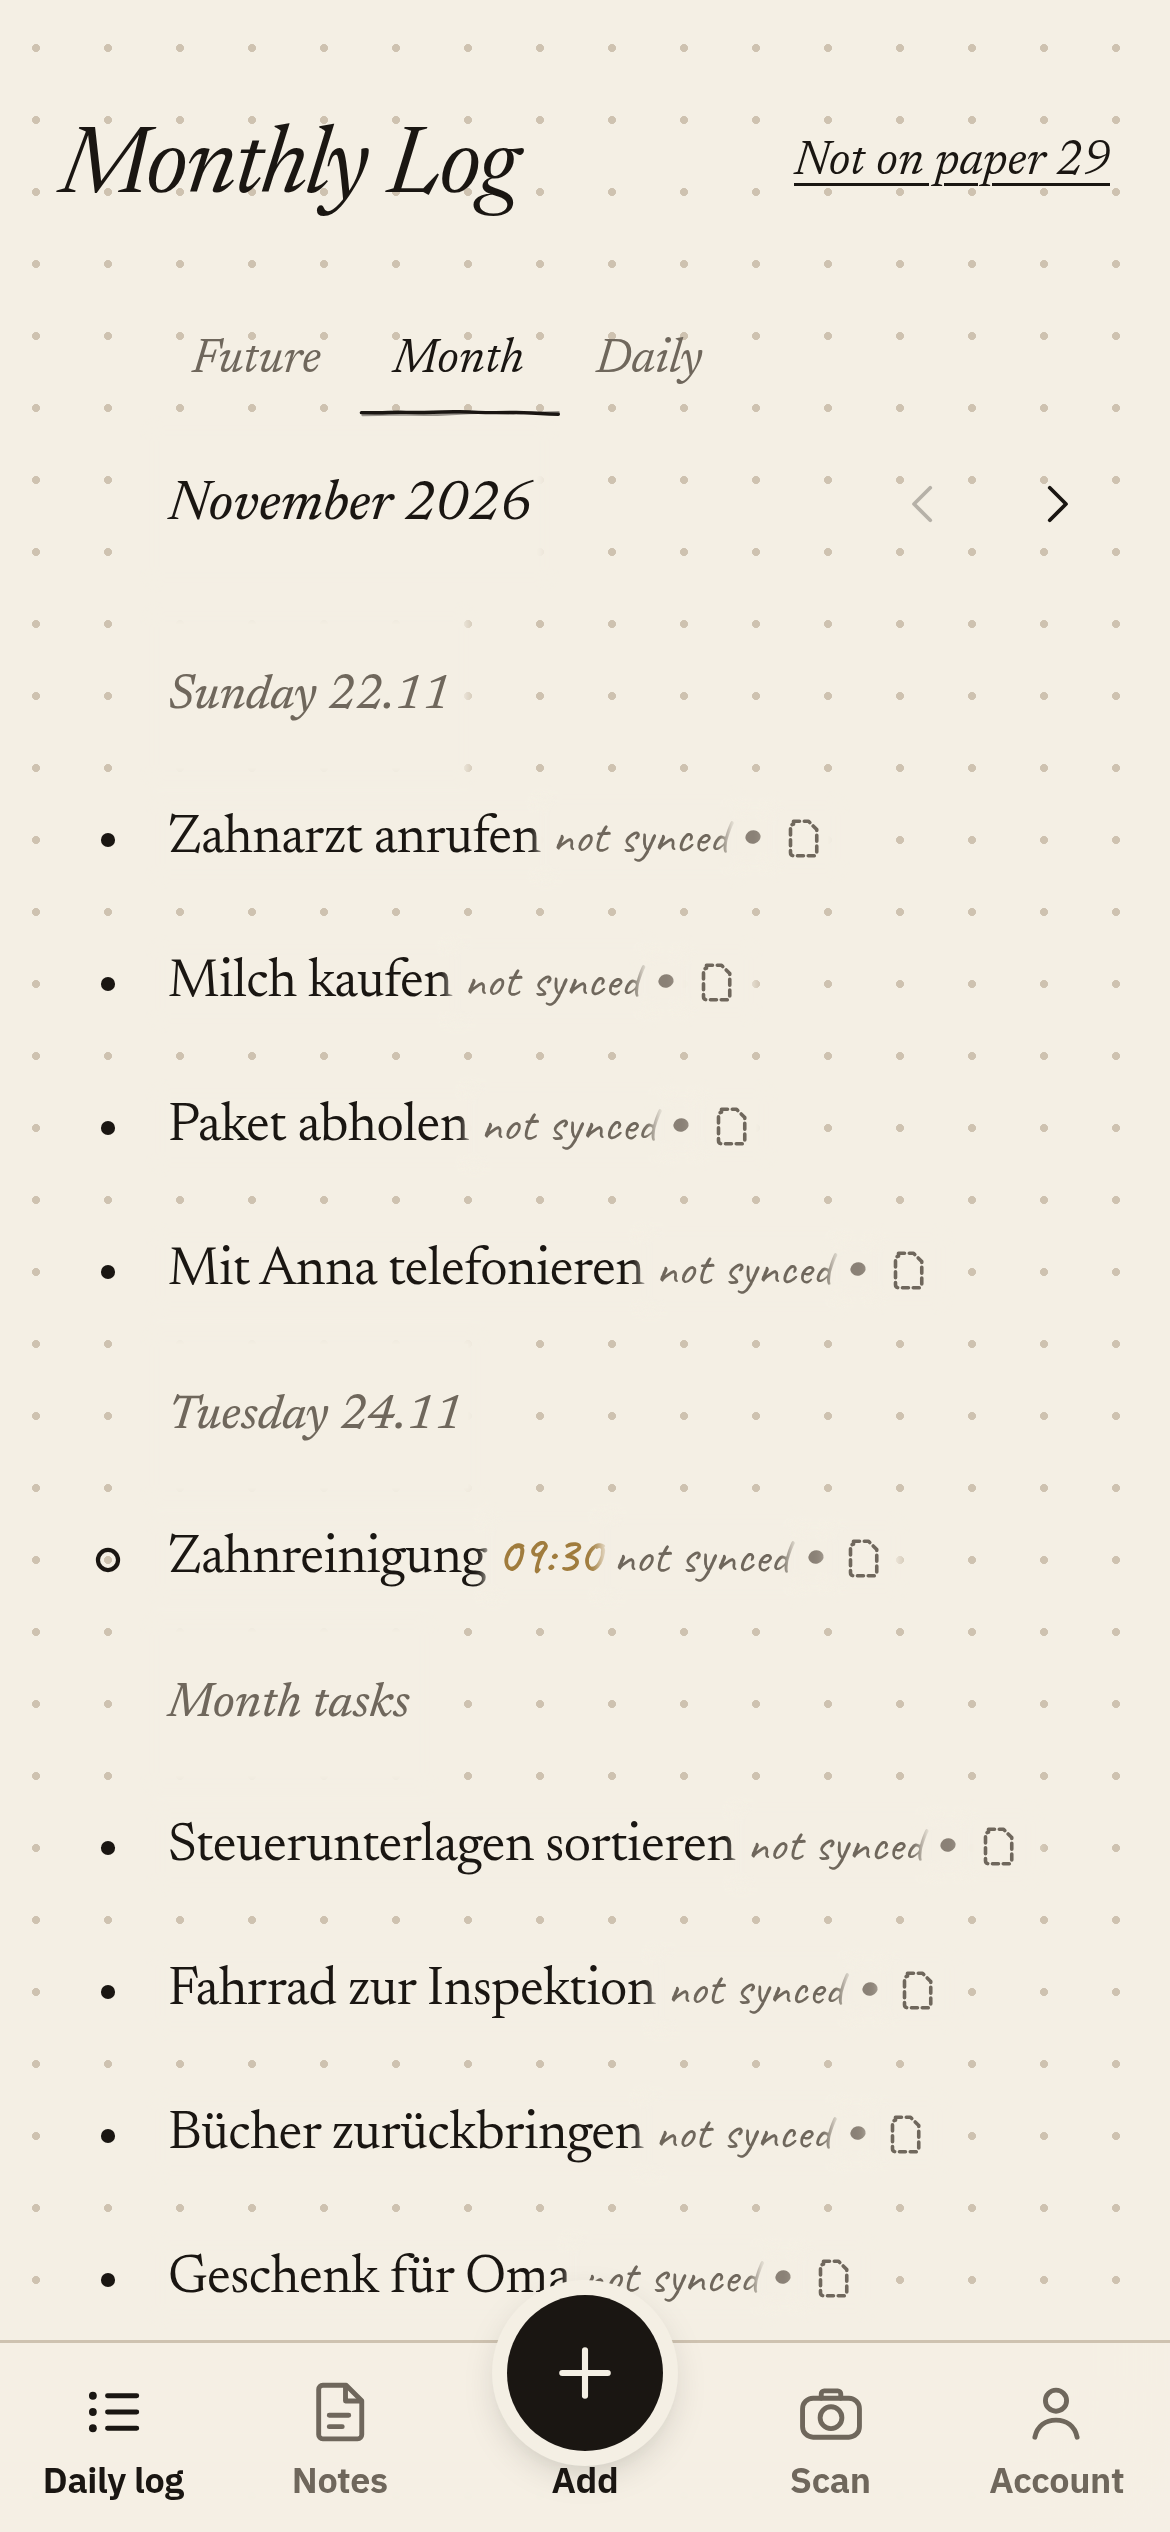 Monthly Log
Not on paper 29
Future Month Daily
November 2026
Sunday 22.11
Zahnarzt anrufen not synced
Milch kaufen not synced
Paket abholen not synced
Mit Anna telefonieren not synced
Tuesday 24.11
Zahnreinigung 09:30 not synced
Month tasks
Steuerunterlagen sortieren not synced
Fahrrad zur Inspektion not synced
Bücher zurückbringen not synced
Geschenk für Oma not synced
Daily log Notes Add Scan Account